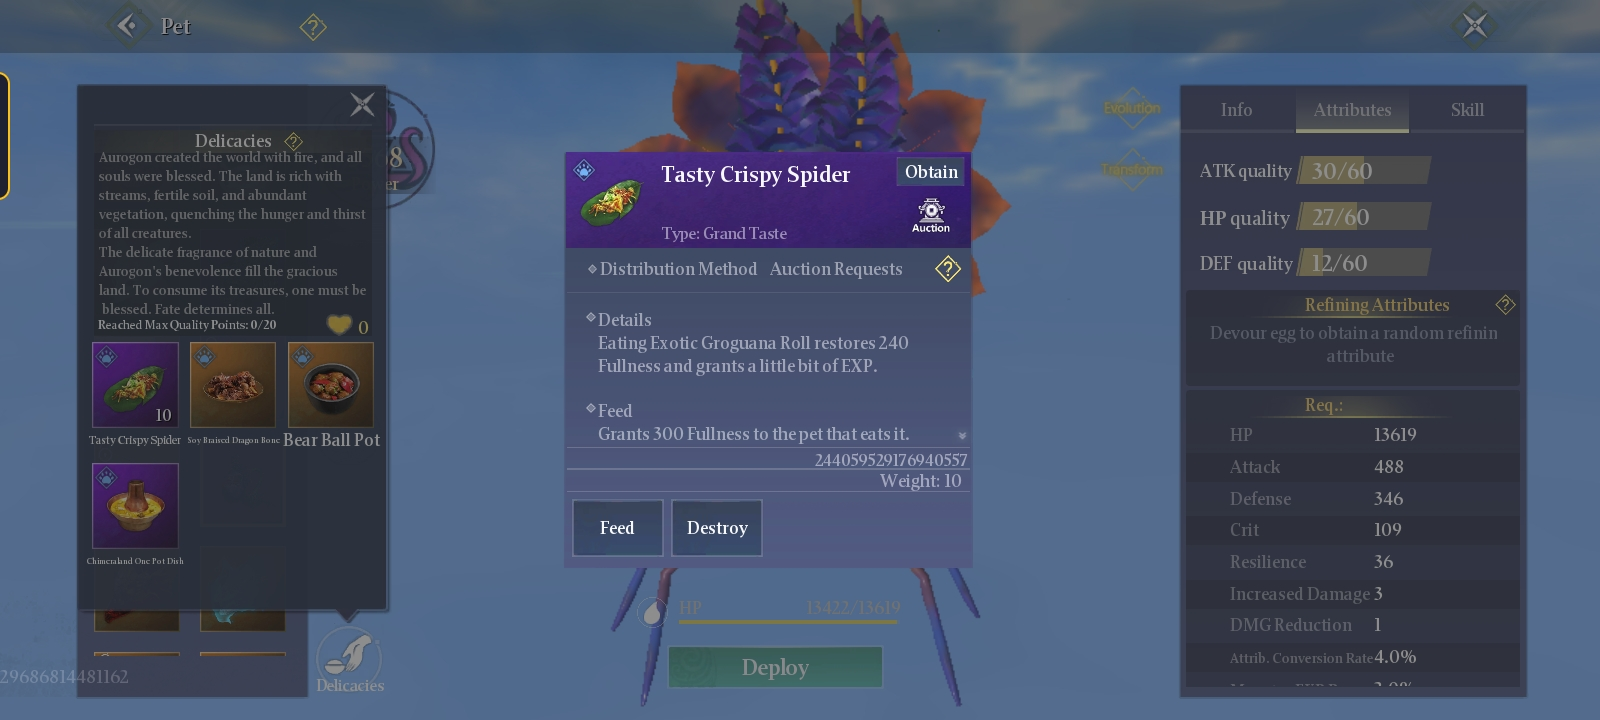 Pet
Delicacies
Aurogon created the world with fire, and all
souls were blessed. The land is rich with
streams, fertile soil, and abundant
vegetation, quenching the hunger and thirst
of all creatures.
The delicate fragrance of nature and
Aurogon's benevolence fill the gracious
land. To consume its treasures, one must be
blessed. Fate determines all.
Reached Max Quality Points: 0/20
0
10
Tasty Crispy Spider
Soy Braised Dragon Bone
Bear Ball Pot
Chimeraland One Pot Dish
29686814481162
Delicacies
Tasty Crispy Spider
Obtain
Type: Grand Taste
Auction
Distribution Method Auction Requests
Details
Eating Exotic Groguana Roll restores 240
Fullness and grants a little bit of EXP.
Feed
Grants 300 Fullness to the pet that eats it.
244059529176940557
Weight: 10
Feed
Destroy
HP 13422/13619
Deploy
Evolution
Transform
Info
Attributes
Skill
ATK quality 30/60
HP quality 27/60
DEF quality 12/60
Refining Attributes
Devour egg to obtain a random refinin
attribute
Req.:
HP 13619
Attack 488
Defense 346
Crit 109
Resilience 36
Increased Damage 3
DMG Reduction 1
Attrib. Conversion Rate 4.0%